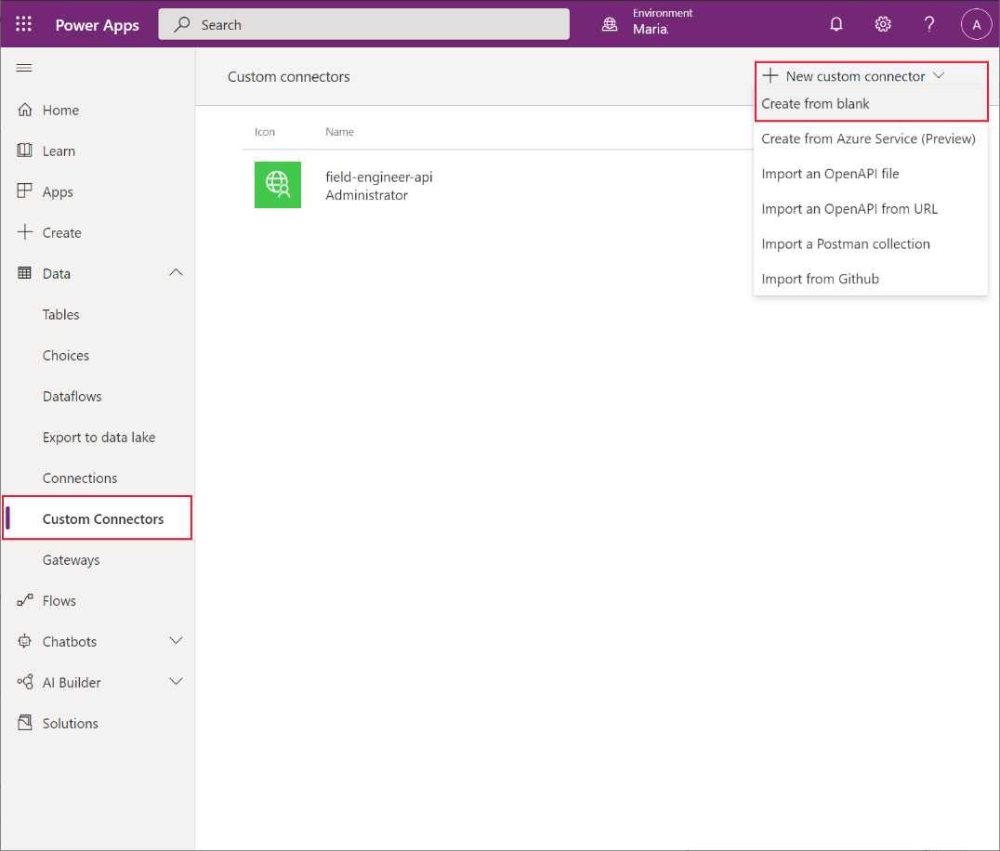 Power Apps
Search
Environment
Maria
?
A
Custom connectors
New custom connector
Create from blank
Create from Azure Service (Preview)
Import an OpenAPI file
Import an OpenAPI from URL
Import a Postman collection
Import from Github
Home
Learn
Apps
Create
Data
Tables
Choices
Dataflows
Export to data lake
Connections
Custom Connectors
Gateways
Flows
Chatbots
AI Builder
Solutions
Icon Name
field-engineer-api
Administrator